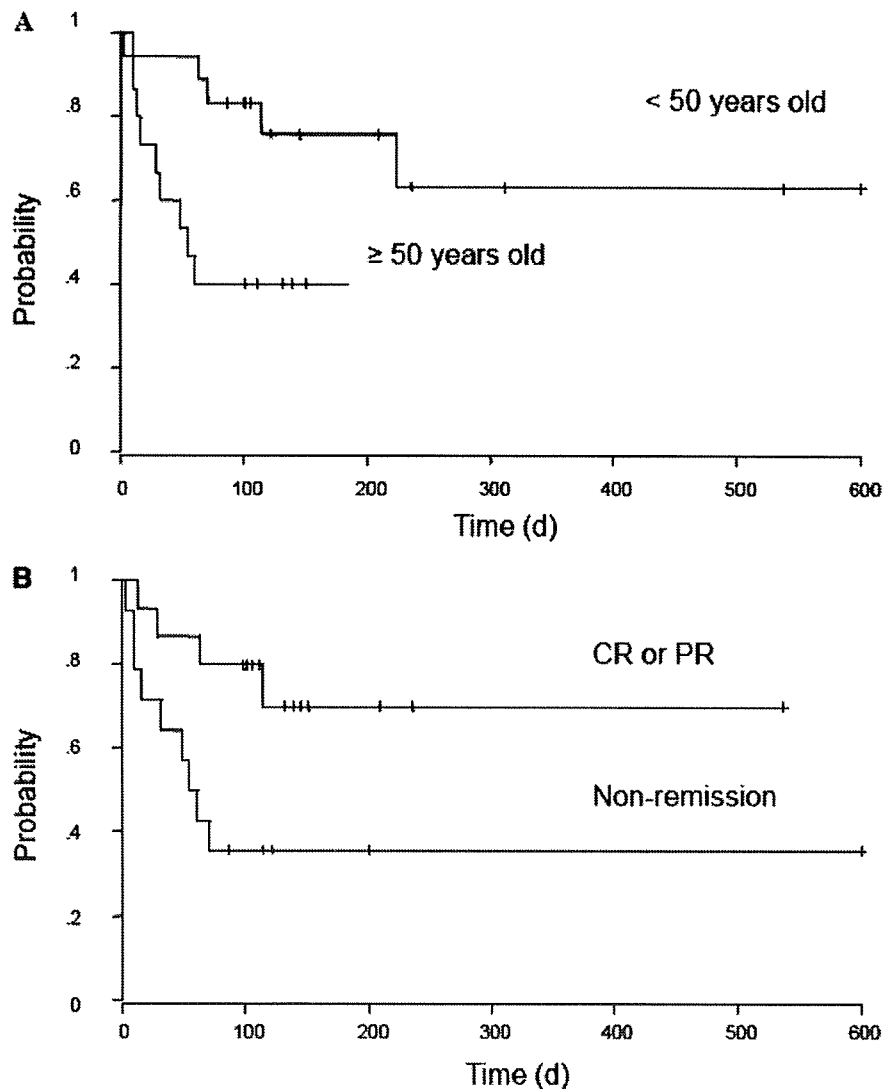 A
1
.8
.6
.4
.2
0
Probability
< 50 years old
≥ 50 years old
0 100 200 300 400 500 600
Time (d)
B
1
.8
.6
.4
.2
0
Probability
CR or PR
Non-remission
0 100 200 300 400 500 600
Time (d)